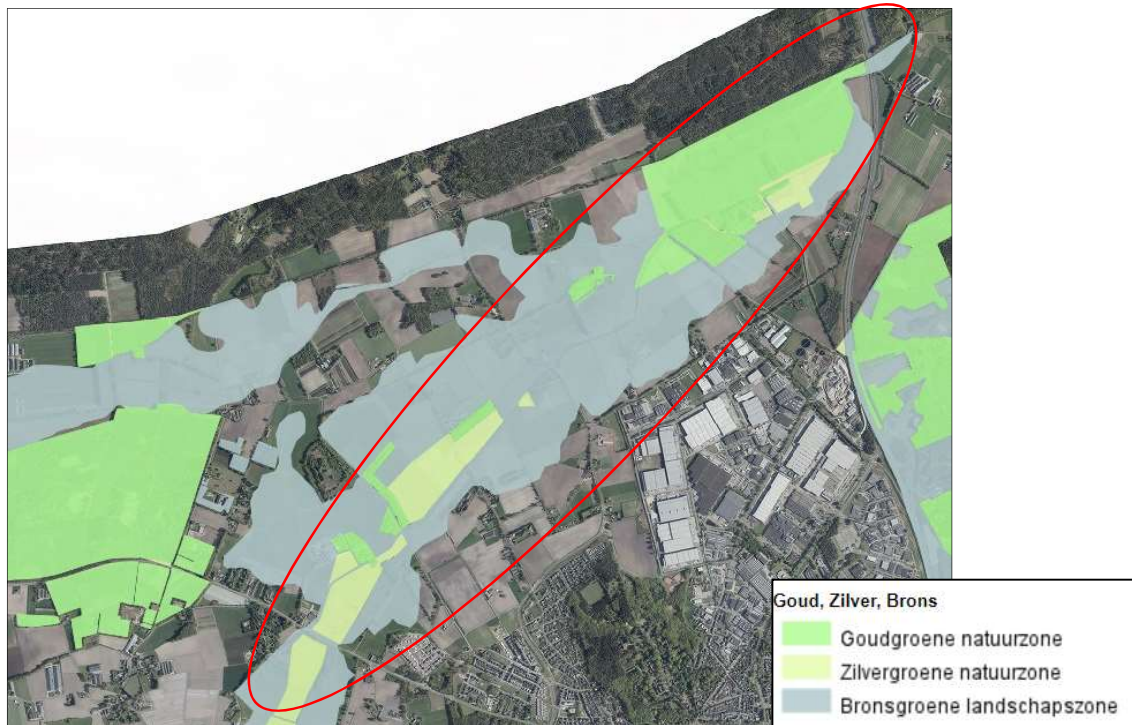 Goud, Zilver, Brons
Goudgroene natuurzone
Zilvergroene natuurzone
Bronsgroene landschapszone